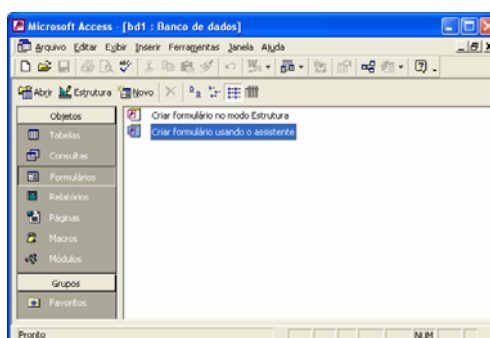 Microsoft Access - [bd1 : Banco de dados]
Arquivo Editar Exibir Inserir Ferramentas Janela Ajuda
Abrir Estrutura Novo
Objetos
Tabelas
Consultas
Formulários
Relatórios
Páginas
Macros
Módulos
Grupos
Favoritos
Criar formulário no modo Estrutura
Criar formulário usando o assistente
Pronto
NUM